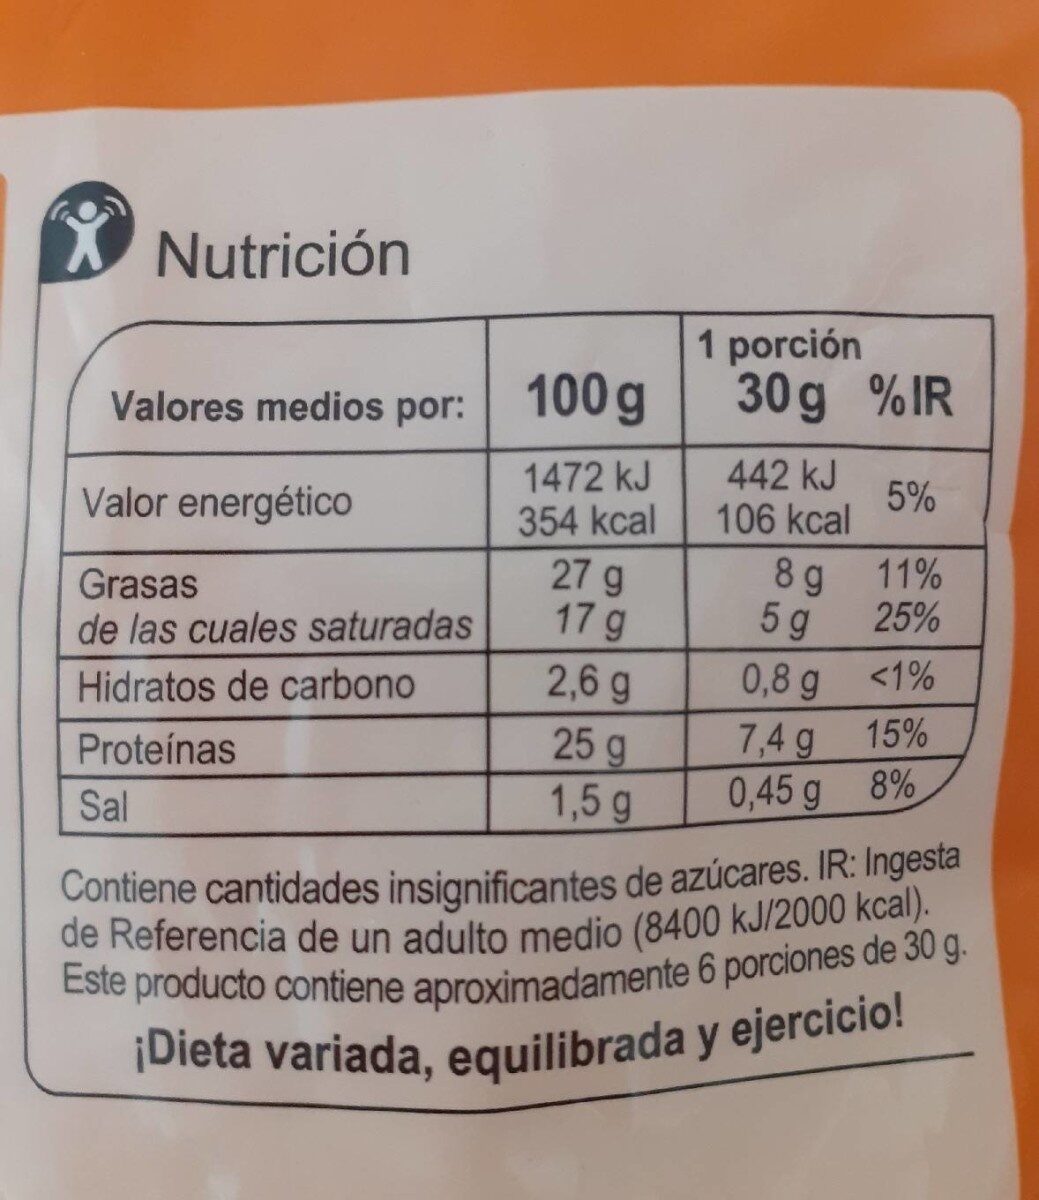 Nutrición
Valores medios por: 100 g 1 porción 30 g % IR
Valor energético 1472 kJ 354 kcal 442 kJ 106 kcal 5%
Grasas 27 g 8 g 11%
de las cuales saturadas 17 g 5 g 25%
Hidratos de carbono 2,6 g 0,8 g <1%
Proteínas 25 g 7,4 g 15%
Sal 1,5 g 0,45 g 8%
Contiene cantidades insignificantes de azúcares. IR: Ingesta
de Referencia de un adulto medio (8400 kJ/2000 kcal).
Este producto contiene aproximadamente 6 porciones de 30 g.
¡Dieta variada, equilibrada y ejercicio!